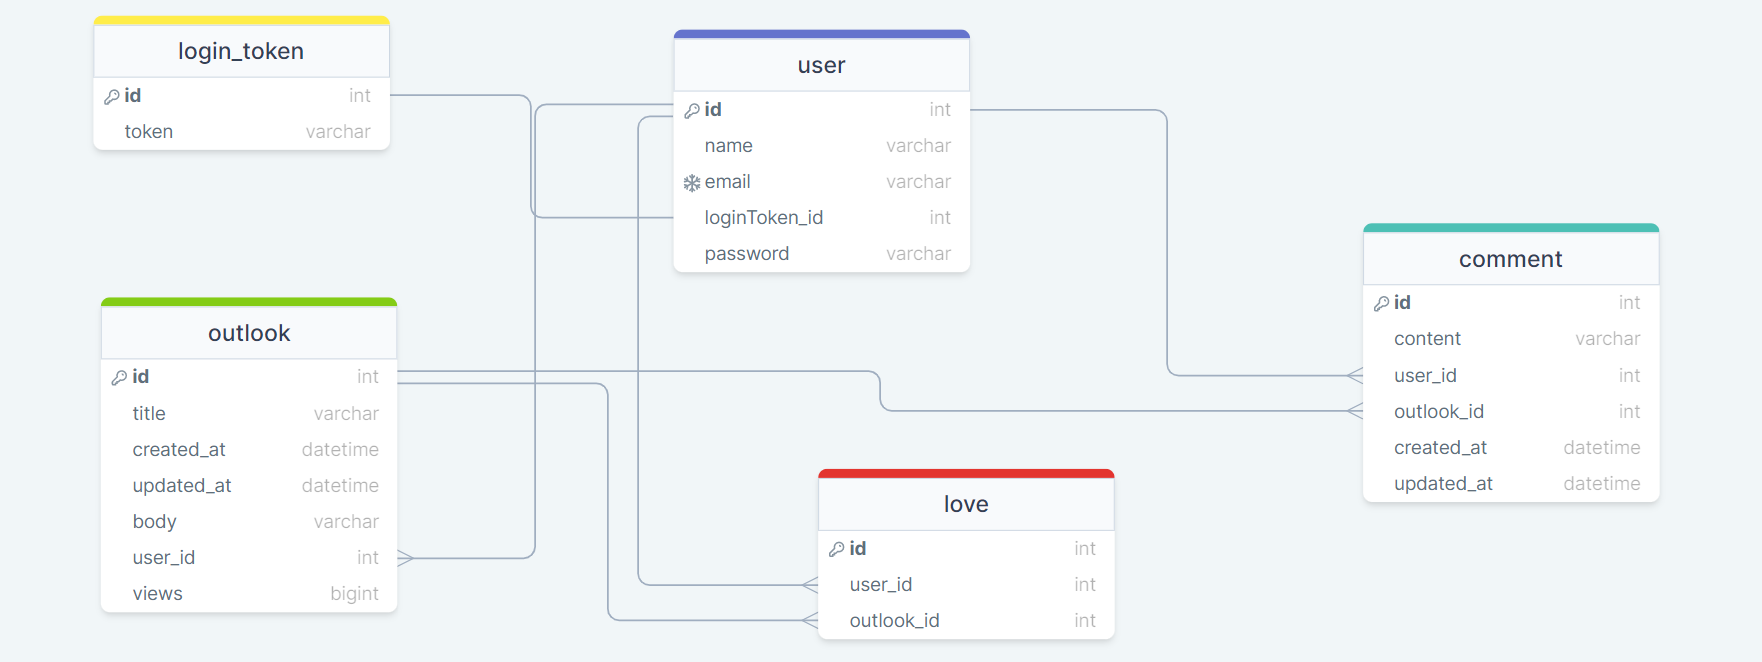 login_token
id int
token varchar
user
id int
name varchar
email varchar
loginToken_id int
password varchar
outlook
id int
title varchar
created_at datetime
updated_at datetime
body varchar
user_id int
views bigint
love
id int
user_id int
outlook_id int
comment
id int
content varchar
user_id int
outlook_id int
created_at datetime
updated_at datetime